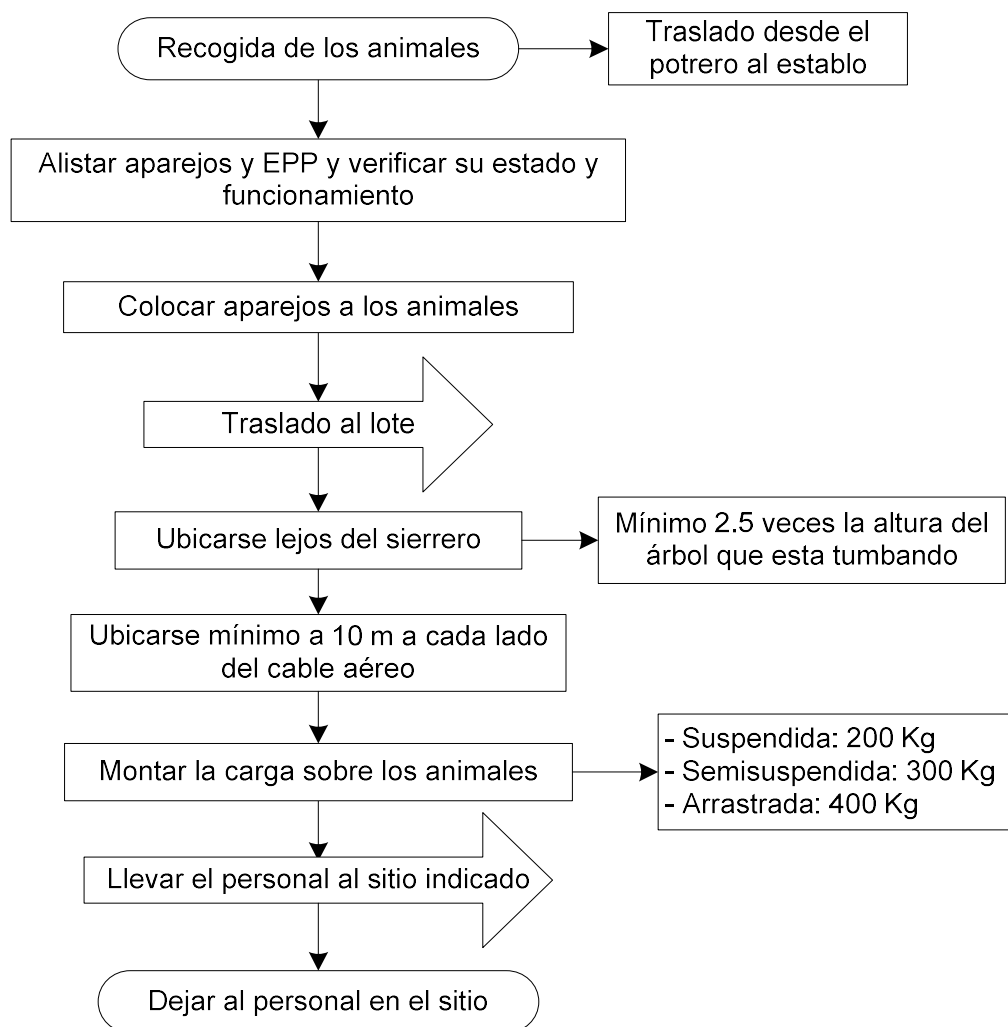 Recogida de los animales
Traslado desde el
potrero al establo
Alistar aparejos y EPP y verificar su estado y
funcionamiento
Colocar aparejos a los animales
Traslado al lote
Ubicarse lejos del sierrero
Mínimo 2.5 veces la altura del
árbol que esta tumbando
Ubicarse mínimo a 10 m a cada lado
del cable aéreo
Montar la carga sobre los animales
- Suspendida: 200 Kg
- Semisuspendida: 300 Kg
- Arrastrada: 400 Kg
Llevar el personal al sitio indicado
Dejar al personal en el sitio